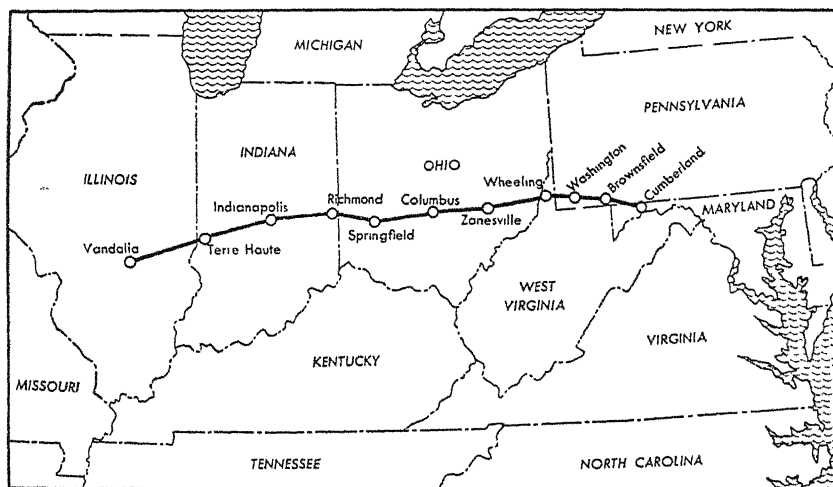 NEW YORK
MICHIGAN
PENNSYLVANIA
INDIANA
OHIO
ILLINOIS
Washington
Brownsfield
Cumberland
Wheeling
Richmond
Columbus
Indianapolis
MARYLAND
Springfield
Zanesville
Vandalia
Terre Haute
WEST
VIRGINIA
VIRGINIA
KENTUCKY
MISSOURI
TENNESSEE
NORTH CAROLINA